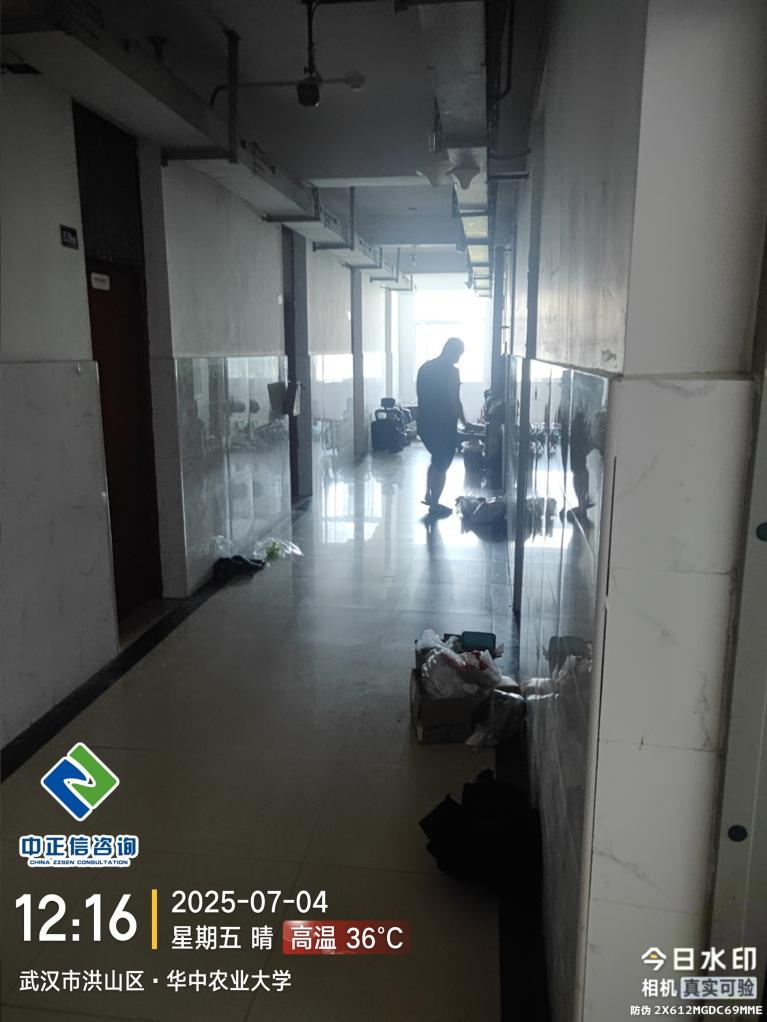 中正信咨询
CHINA ZZSEN CONSULTATION
12:16
2025-07-04
星期五 晴 高温 36°C
武汉市洪山区·华中农业大学
今日水印
相机 真实可验
防伪 2X612MGDC69MME